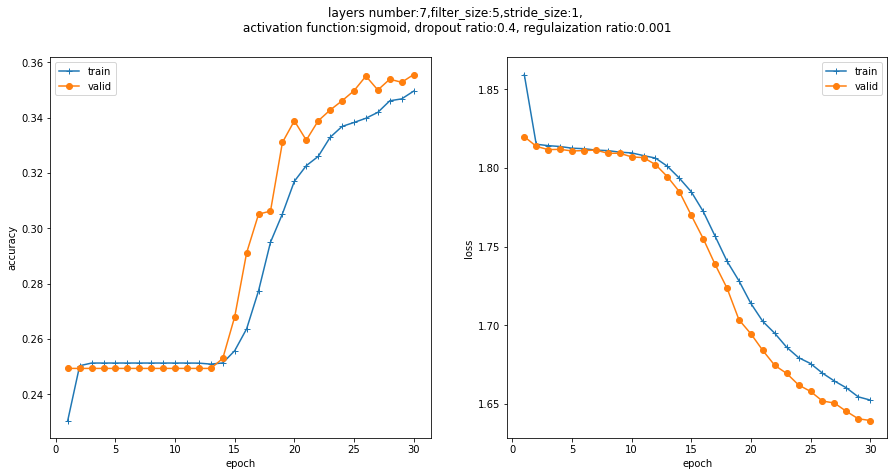 layers number:7,filter_size:5,stride_size:1,
activation function:sigmoid, dropout ratio:0.4, regulaization ratio:0.001
train
valid
accuracy
0.36
0.34
0.32
0.30
0.28
0.26
0.24
0
5
10
15
20
25
30
epoch
train
valid
loss
1.85
1.80
1.75
1.70
1.65
0
5
10
15
20
25
30
epoch